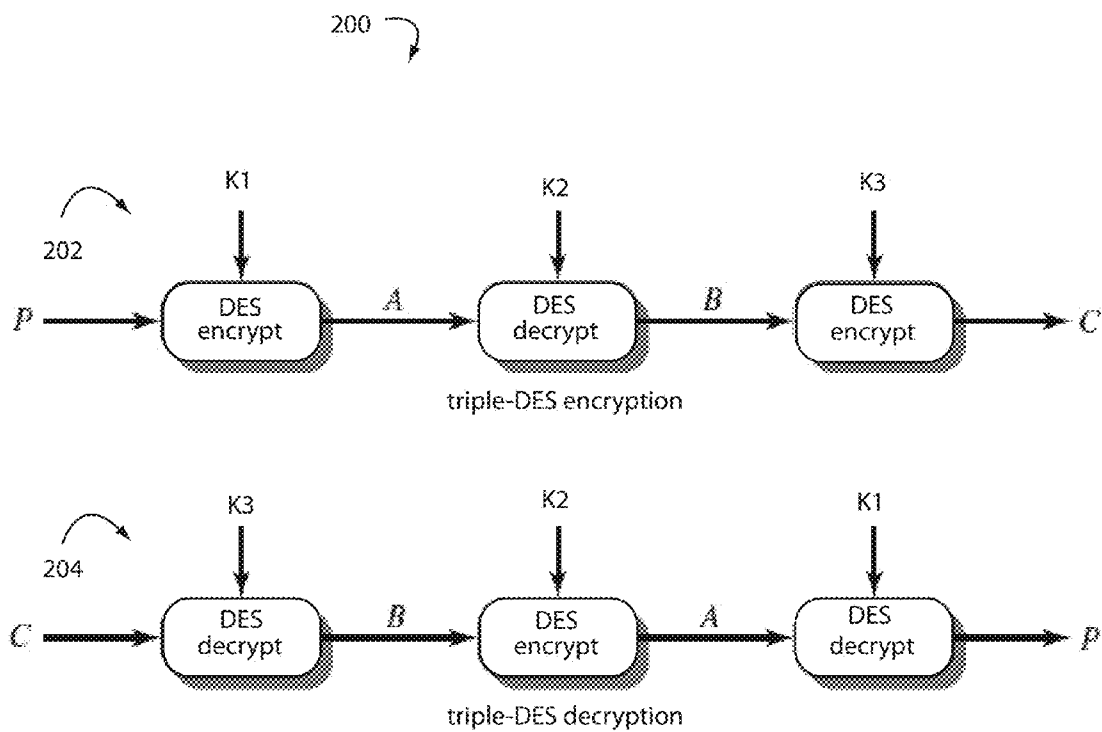 200
K1 K2 K3
202
DES encrypt DES decrypt DES encrypt
P A B C
triple-DES encryption
K3 K2 K1
204
DES decrypt DES encrypt DES decrypt
C B A P
triple-DES decryption